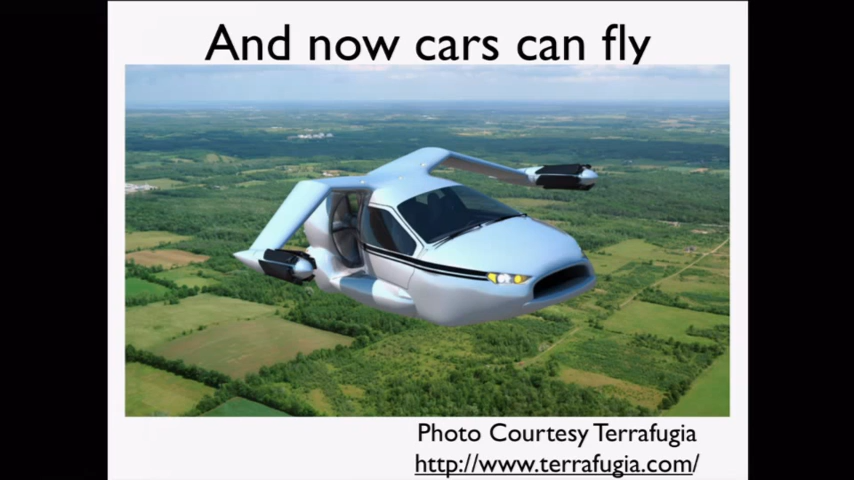 And now cars can fly
Photo Courtesy Terrafugia
http://www.terrafugia.com/